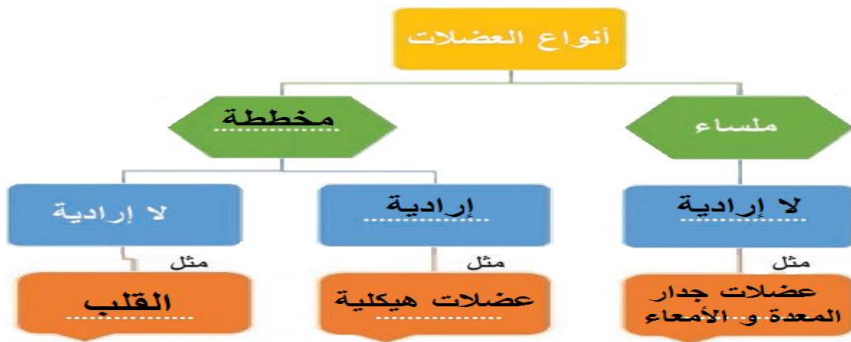 أنواع العضلات
ملساء
مخططة
لا إرادية
إرادية
لا إرادية
مثل
مثل
مثل
عضلات جدار
المعدة و الأمعاء
عضلات هيكلية
القلب